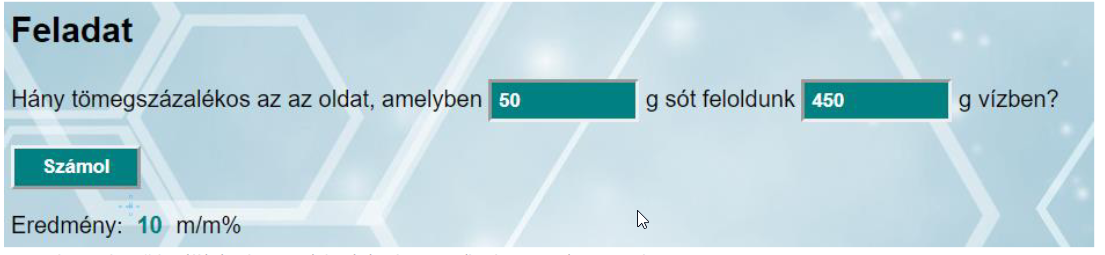 Feladat
Hány tömegszázalékos az az oldat, amelyben 50 g sót feloldunk 450 g vízben?
Számol
Eredmény: 10 m/m%